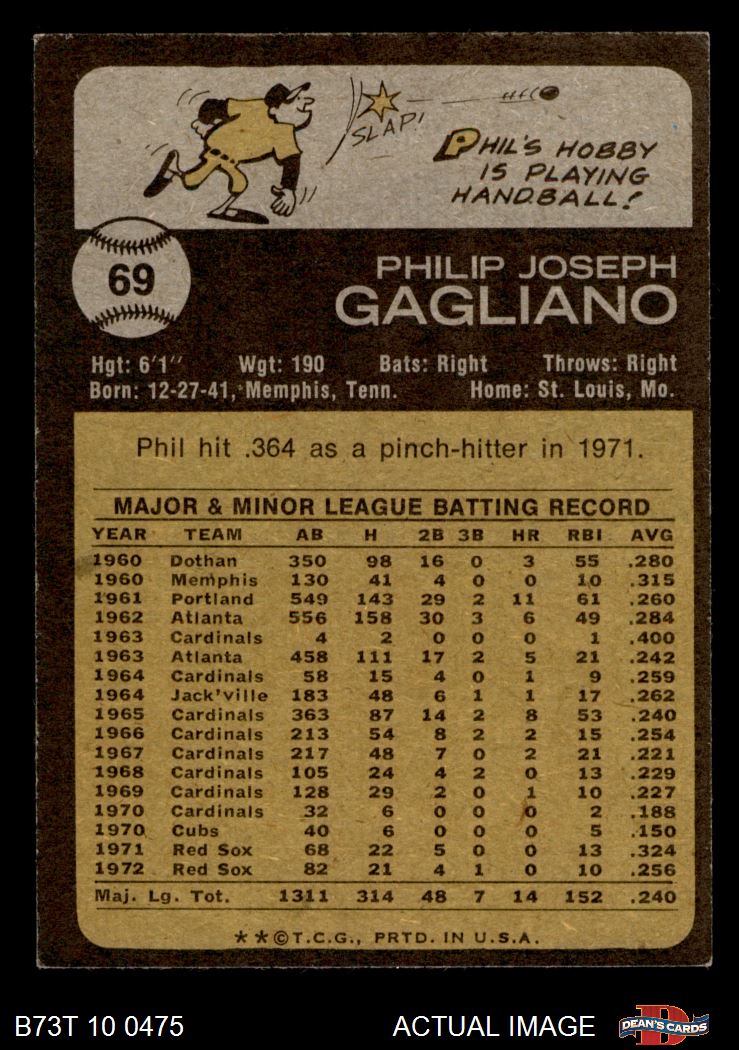 SLAP!
PHIL'S HOBBY
IS PLAYING
HANDBALL!
69
PHILIP JOSEPH
GAGLIANO
Hgt: 6'1" Wgt: 190 Bats: Right Throws: Right
Born: 12-27-41, Memphis, Tenn. Home: St. Louis, Mo.
Phil hit .364 as a pinch-hitter in 1971.
MAJOR & MINOR LEAGUE BATTING RECORD
YEAR TEAM AB H 2B 3B HR RBI AVG
1960 Dothan 350 98 16 0 3 55 .280
1960 Memphis 130 41 4 0 0 10 .315
1961 Portland 549 143 29 2 11 61 .260
1962 Atlanta 556 158 30 3 6 49 .284
1963 Cardinals 4 2 0 0 0 1 .400
1963 Atlanta 458 111 17 2 5 21 .242
1964 Cardinals 58 15 4 0 1 9 .259
1964 Jack'ville 183 48 6 1 1 17 .262
1965 Cardinals 363 87 14 2 8 53 .240
1966 Cardinals 213 54 8 2 2 15 .254
1967 Cardinals 217 48 7 0 2 21 .221
1968 Cardinals 105 24 4 2 0 13 .229
1969 Cardinals 128 29 2 0 1 10 .227
1970 Cardinals 32 6 0 0 0 2 .188
1970 Cubs 40 6 0 0 0 5 .150
1971 Red Sox 68 22 5 0 0 13 .324
1972 Red Sox 82 21 4 1 0 10 .256
Maj. Lg. Tot. 1311 314 48 7 14 152 .240
**©T.C.G., PRTD. IN U.S.A.
B73T 10 0475 ACTUAL IMAGE D DEAN'S CARDS